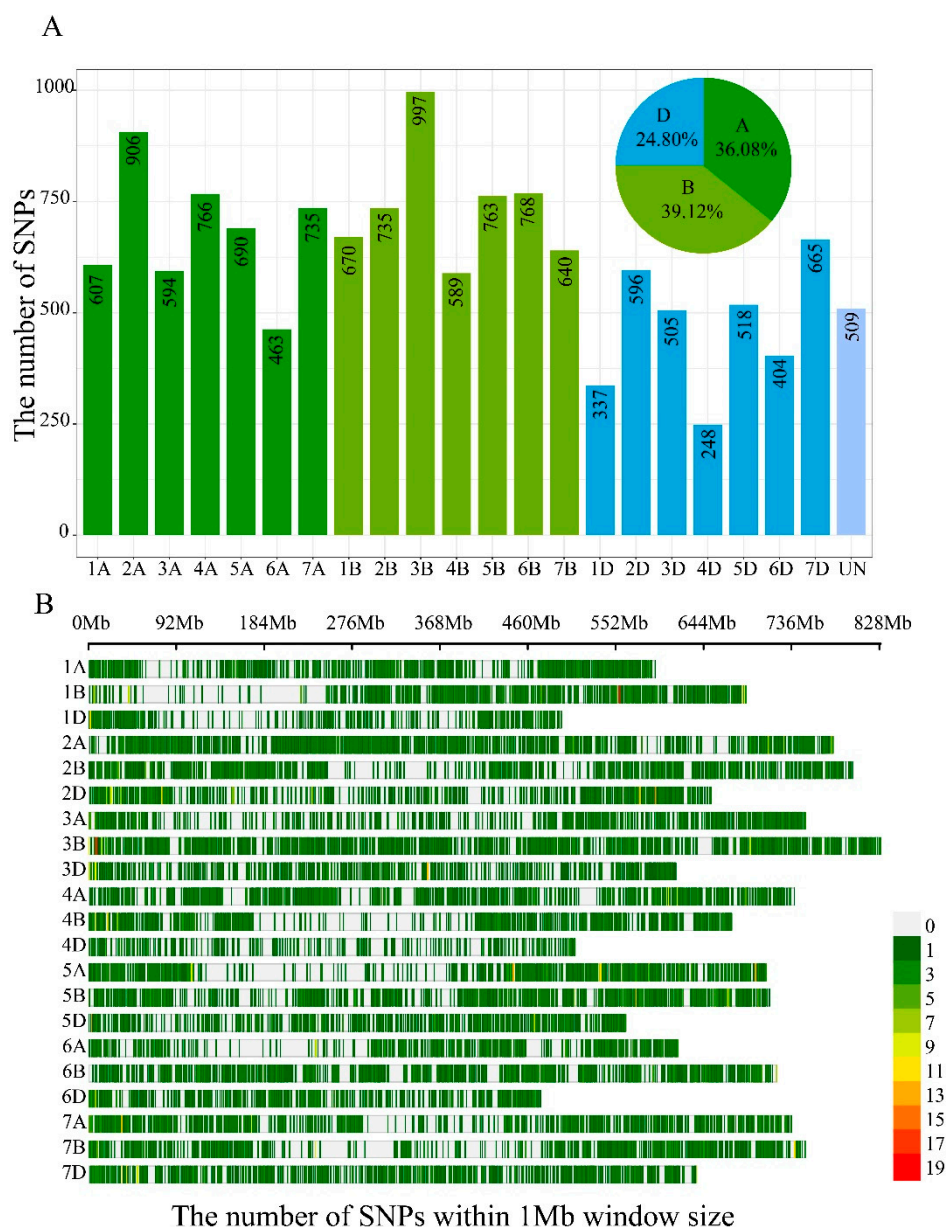 A
The number of SNPs
1000
750
500
250
0
607
906
594
766
690
463
735
670
735
997
589
763
768
640
337
596
505
248
518
404
665
509
D
24.80%
A
36.08%
B
39.12%
1A 2A 3A 4A 5A 6A 7A 1B 2B 3B 4B 5B 6B 7B 1D 2D 3D 4D 5D 6D 7D UN
B
0Mb 92Mb 184Mb 276Mb 368Mb 460Mb 552Mb 644Mb 736Mb 828Mb
1A
1B
1D
2A
2B
2D
3A
3B
3D
4A
4B
4D
5A
5B
5D
6A
6B
6D
7A
7B
7D
0
1
3
5
7
9
11
13
15
17
19
The number of SNPs within 1Mb window size